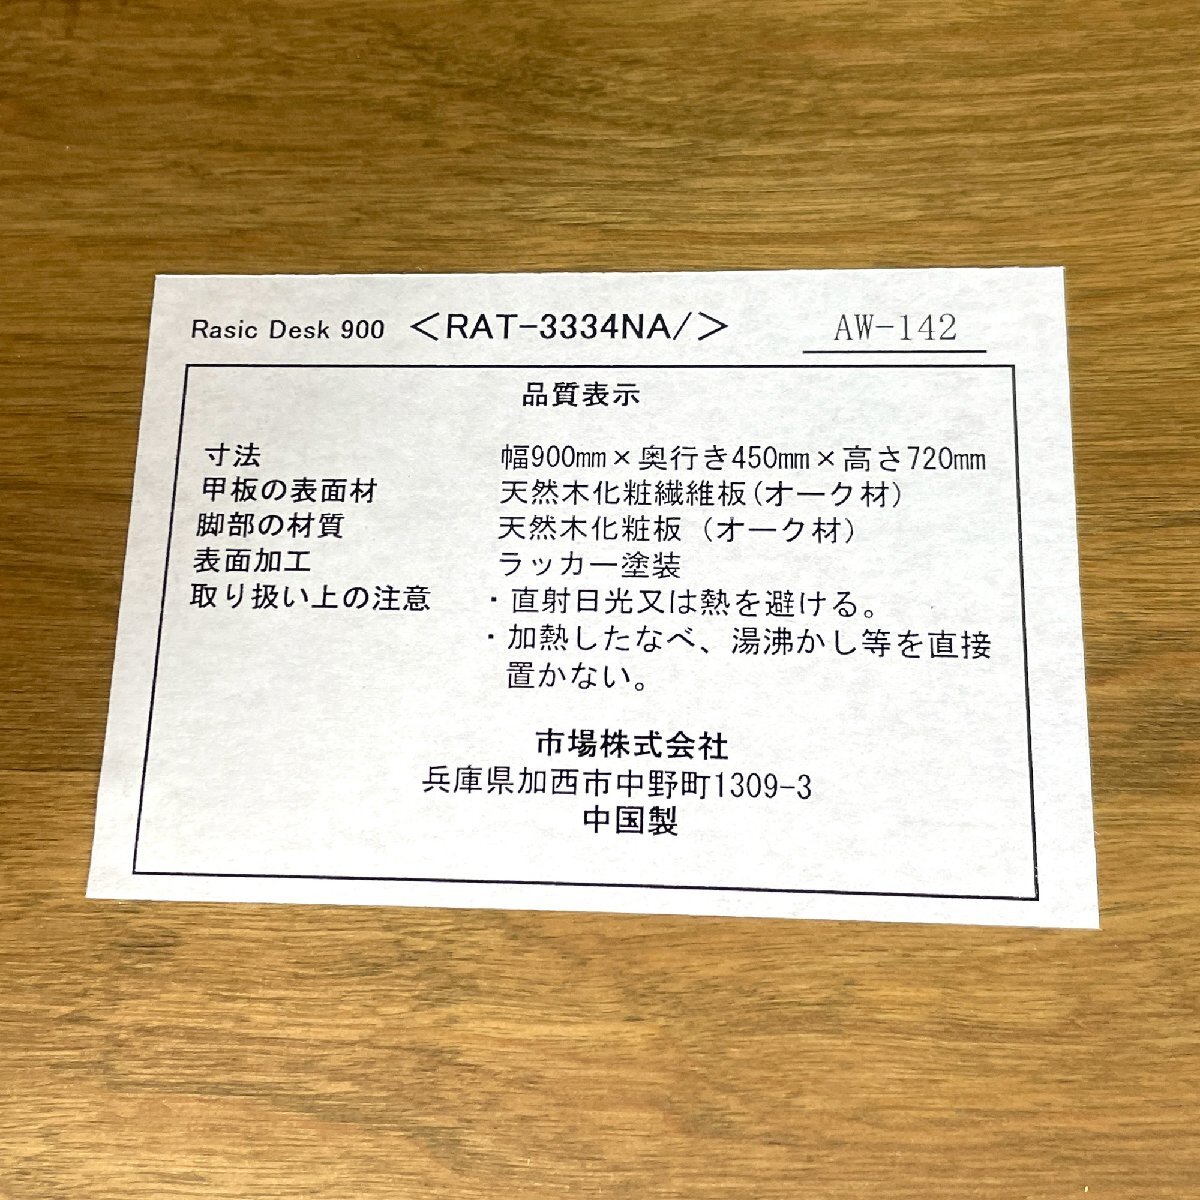 Rasic Desk 900 <RAT-3334NA/> AW-142
品質表示
寸法 幅900mm×奥行き450mm×高さ720mm
甲板の表面材 天然木化粧繊維板(オーク材)
脚部の材質 天然木化粧板 (オーク材)
表面加工 ラッカー塗装
取り扱い上の注意 ・直射日光又は熱を避ける。
・加熱したなべ、湯沸かし等を直接
置かない。
市場株式会社
兵庫県加西市中野町1309-3
中国製